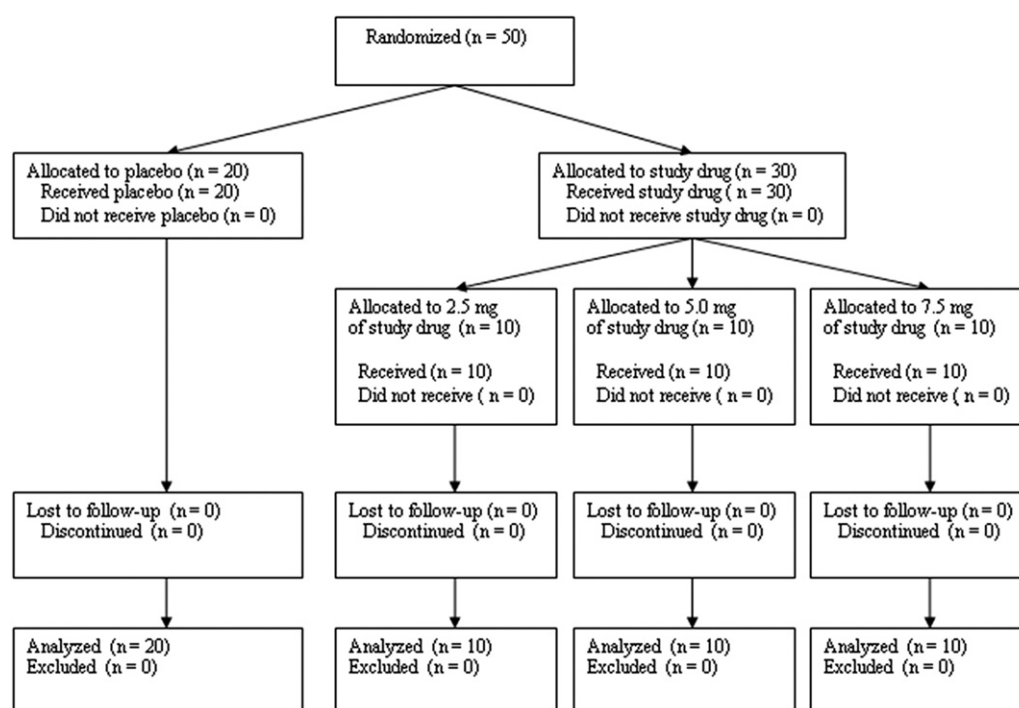 Randomized (n = 50)
Allocated to placebo (n = 20)
Received placebo (n = 20)
Did not receive placebo (n = 0)
Allocated to study drug (n = 30)
Received study drug ( n = 30)
Did not receive study drug (n = 0)
Allocated to 2.5 mg
of study drug (n = 10)
Received (n = 10)
Did not receive ( n = 0)
Allocated to 5.0 mg
of study drug (n = 10)
Received (n = 10)
Did not receive ( n = 0)
Allocated to 7.5 mg
of study drug (n = 10)
Received (n = 10)
Did not receive ( n = 0)
Lost to follow-up (n = 0)
Discontinued (n = 0)
Lost to follow-up (n = 0)
Discontinued (n = 0)
Lost to follow-up (n = 0)
Discontinued (n = 0)
Lost to follow-up (n = 0)
Discontinued (n = 0)
Analyzed (n = 20)
Excluded (n = 0)
Analyzed (n = 10)
Excluded (n = 0)
Analyzed (n = 10)
Excluded (n = 0)
Analyzed (n = 10)
Excluded (n = 0)